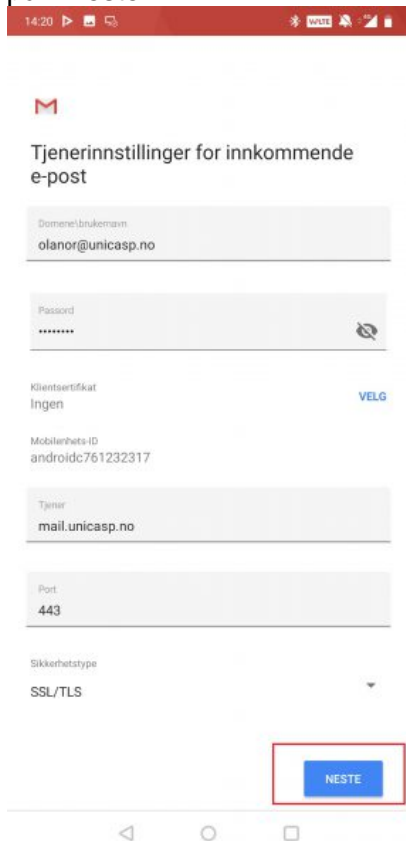 14:20
Tjenerinnstillinger for innkommende
e-post
Domene\brukernavn
olanor@unicasp.no
Passord
••••••••
Klientsertifikat
Ingen
VELG
Mobilenhets-ID
androidc761232317
Tjener
mail.unicasp.no
Port
443
Sikkerhetstype
SSL/TLS
NESTE